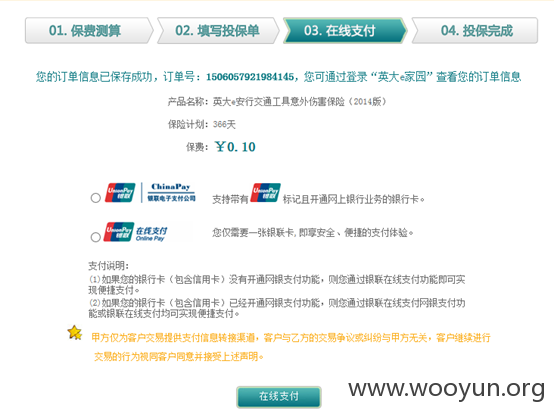 01. 保费测算
02. 填写投保单
03. 在线支付
04. 投保完成
您的订单信息已保存成功，订单号：1506057921984145，您可通过登录“英大e家园”查看您的订单信息
产品名称：英大e安行交通工具意外伤害保险（2014版）
保险计划：366天
保费：￥0.10
UnionPay 银联 ChinaPay 银联电子支付公司 支持带有 UnionPay 银联 标记且开通网上银行业务的银行卡。
UnionPay 银联 在线支付 Online Pay 您仅需要一张银联卡,即享安全、便捷的支付体验。
支付说明：
(1)如果您的银行卡（包含信用卡）没有开通网银支付功能，则您通过银联在线支付功能即可实
现便捷支付。
(2)如果您的银行卡（包含信用卡）已经开通网银支付功能，则您通过银联在线支付网银支付功
能或银联在线支付均可实现便捷支付。
甲方仅为客户交易提供支付信息转接渠道，客户与乙方的交易争议或纠纷与甲方无关，客户继续进行
交易的行为视同客户同意并接受上述声明。
在线支付
www.wooyun.org